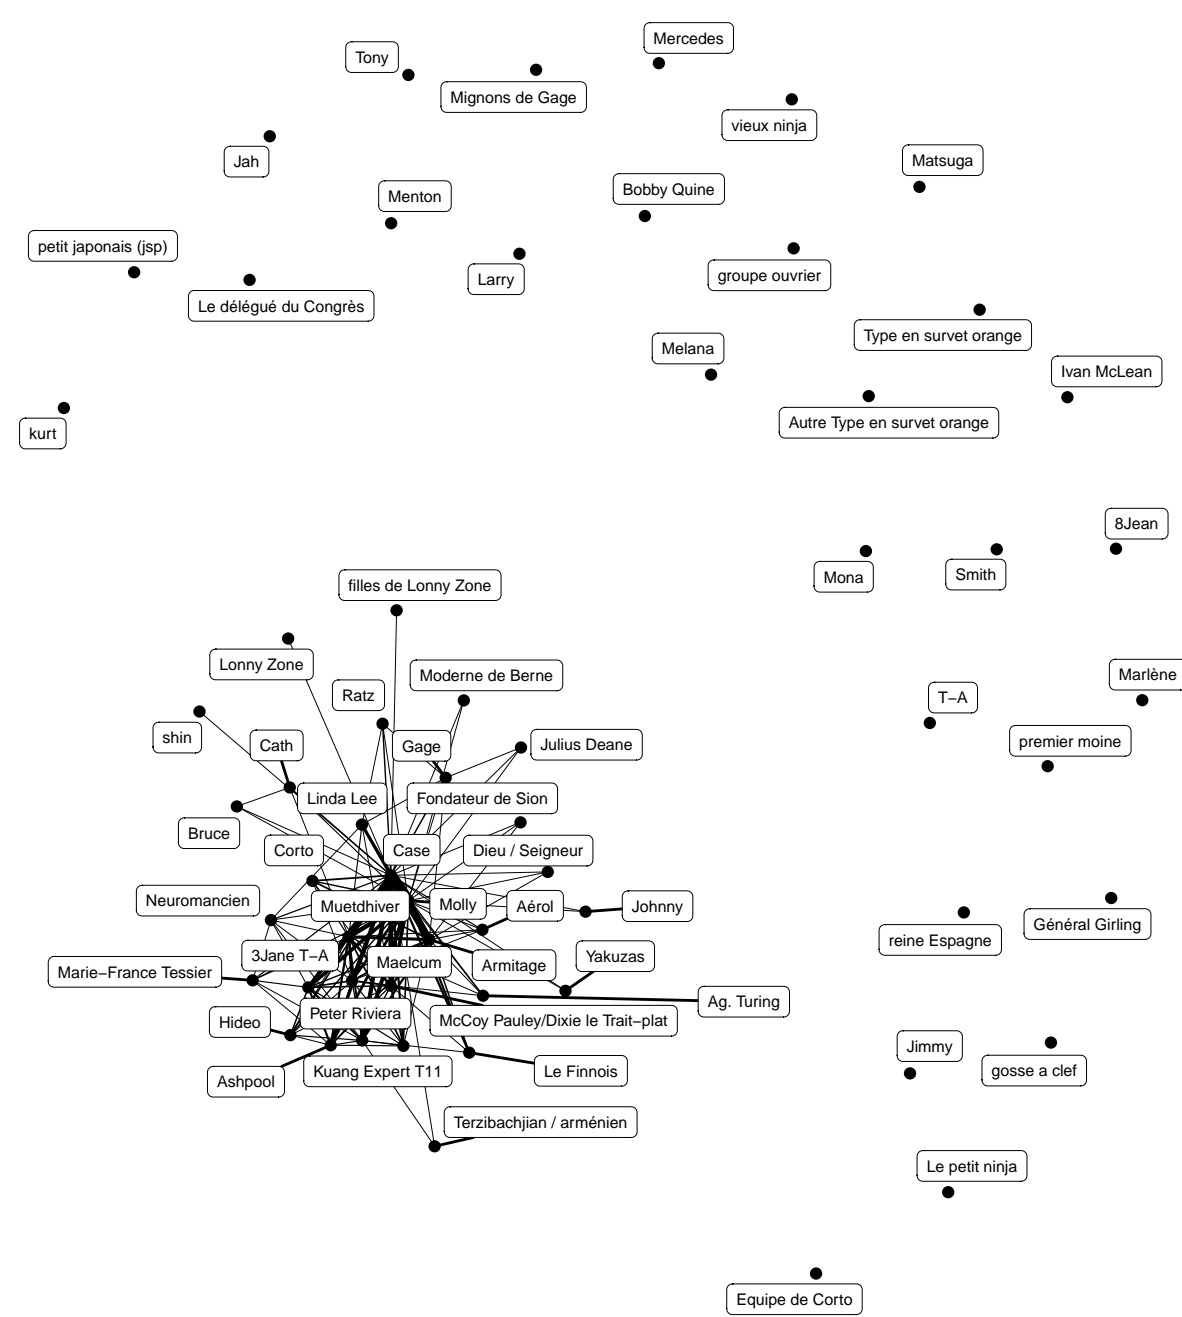 Mercedes
Tony
Mignons de Gage
vieux ninja
Jah
Matsuga
Menton
Bobby Quine
petit japonais (jsp)
Larry
groupe ouvrier
Le délégué du Congrès
Type en survet orange
Melana
Ivan McLean
Autre Type en survet orange
kurt
8Jean
Mona
Smith
filles de Lonny Zone
Lonny Zone
Moderne de Berne
Marlène
Ratz
T−A
shin
Cath
Gage
Julius Deane
premier moine
Linda Lee
Fondateur de Sion
Bruce
Corto
Case
Dieu / Seigneur
Neuromancien
Muetdhiver
Molly
Aérol
Johnny
Général Girling
reine Espagne
3Jane T−A
Maelcum
Armitage
Yakuzas
Marie−France Tessier
Ag. Turing
Hideo
Peter Riviera
McCoy Pauley/Dixie le Trait−plat
Jimmy
gosse a clef
Ashpool
Kuang Expert T11
Le Finnois
Terzibachjian / arménien
Le petit ninja
Equipe de Corto